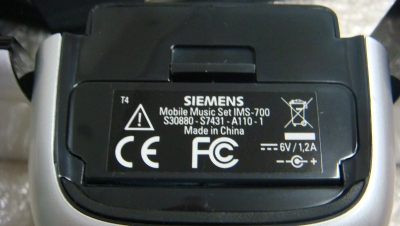 T4
SIEMENS
Mobile Music Set IMS-700
S30880 - S7431 - A110 - 1
Made in China
CE FC
6V / 1,2A
- +